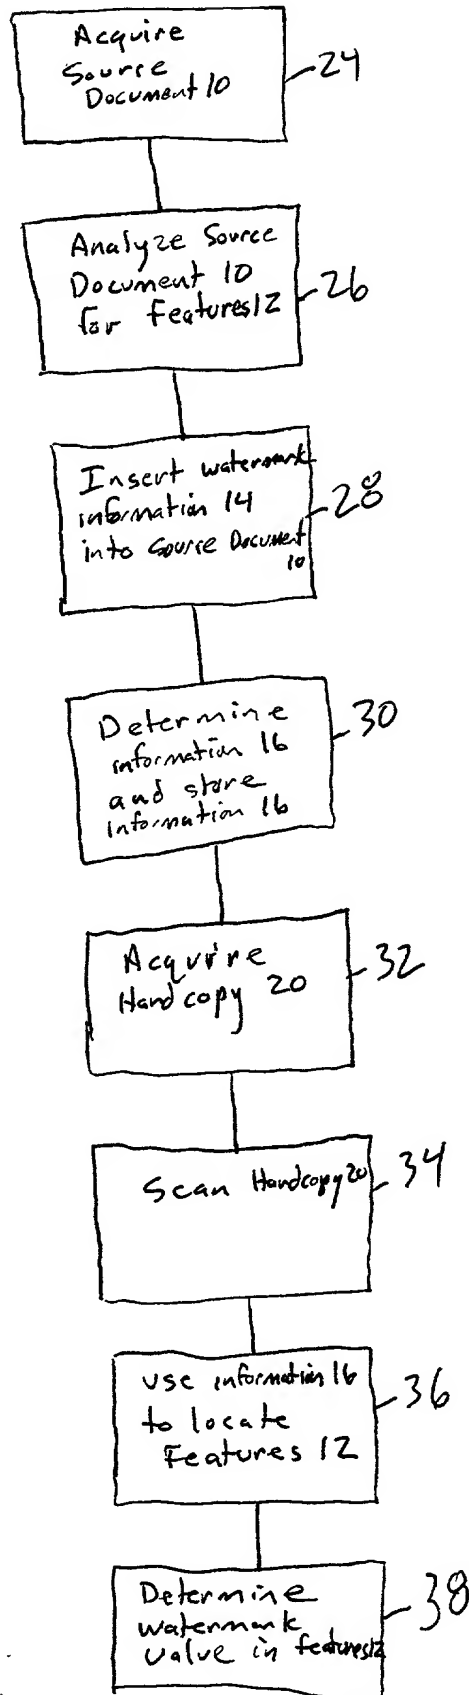 Acquire
Source
Document 10
24
Analyze Source
Document 10
for features 12
26
Insert watermark
information 14
into Source Document
10
28
Determine
information 16
and store
information 16
30
Acquire
Hardcopy 20
32
Scan Hardcopy 20
34
use information 16
to locate
Features 12
36
Determine
watermark
value in features 12
38